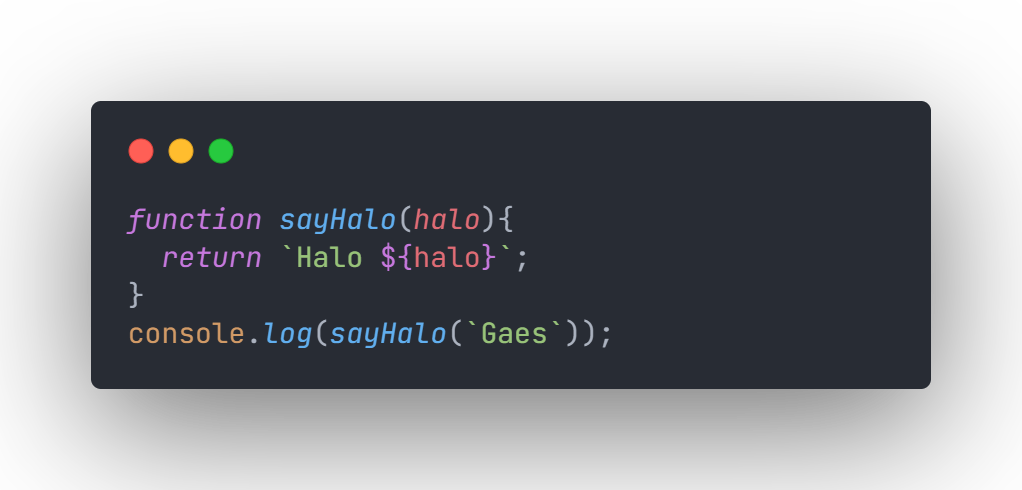 function sayHalo(halo){
  return `Halo ${halo}`;
}
console.log(sayHalo(`Gaes`));